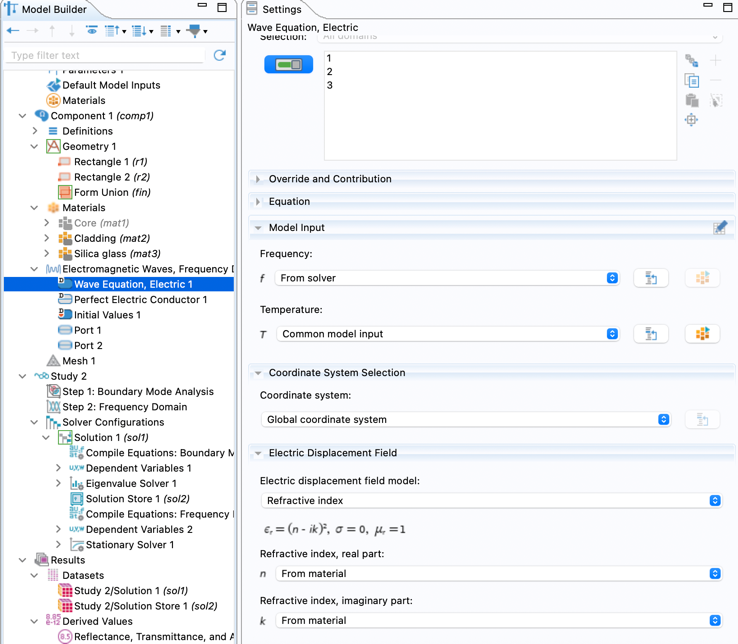 Model Builder
Type filter text
Parameters 1
Default Model Inputs
Materials
Component 1 (comp1)
Definitions
Geometry 1
Rectangle 1 (r1)
Rectangle 2 (r2)
Form Union (fin)
Materials
Core (mat1)
Cladding (mat2)
Silica glass (mat3)
Electromagnetic Waves, Frequency D
Wave Equation, Electric 1
Perfect Electric Conductor 1
Initial Values 1
Port 1
Port 2
Mesh 1
Study 2
Step 1: Boundary Mode Analysis
Step 2: Frequency Domain
Solver Configurations
Solution 1 (sol1)
Compile Equations: Boundary M
Dependent Variables 1
Eigenvalue Solver 1
Solution Store 1 (sol2)
Compile Equations: Frequency
Dependent Variables 2
Stationary Solver 1
Results
Datasets
Study 2/Solution 1 (sol1)
Study 2/Solution Store 1 (sol2)
Derived Values
Reflectance, Transmittance, and A
Settings
Wave Equation, Electric
Selection: All domains
1
2
3
Override and Contribution
Equation
Model Input
Frequency:
f From solver
Temperature:
T Common model input
Coordinate System Selection
Coordinate system:
Global coordinate system
Electric Displacement Field
Electric displacement field model:
Refractive index
ϵr = (n - ik)², σ = 0, μr = 1
Refractive index, real part:
n From material
Refractive index, imaginary part:
k From material